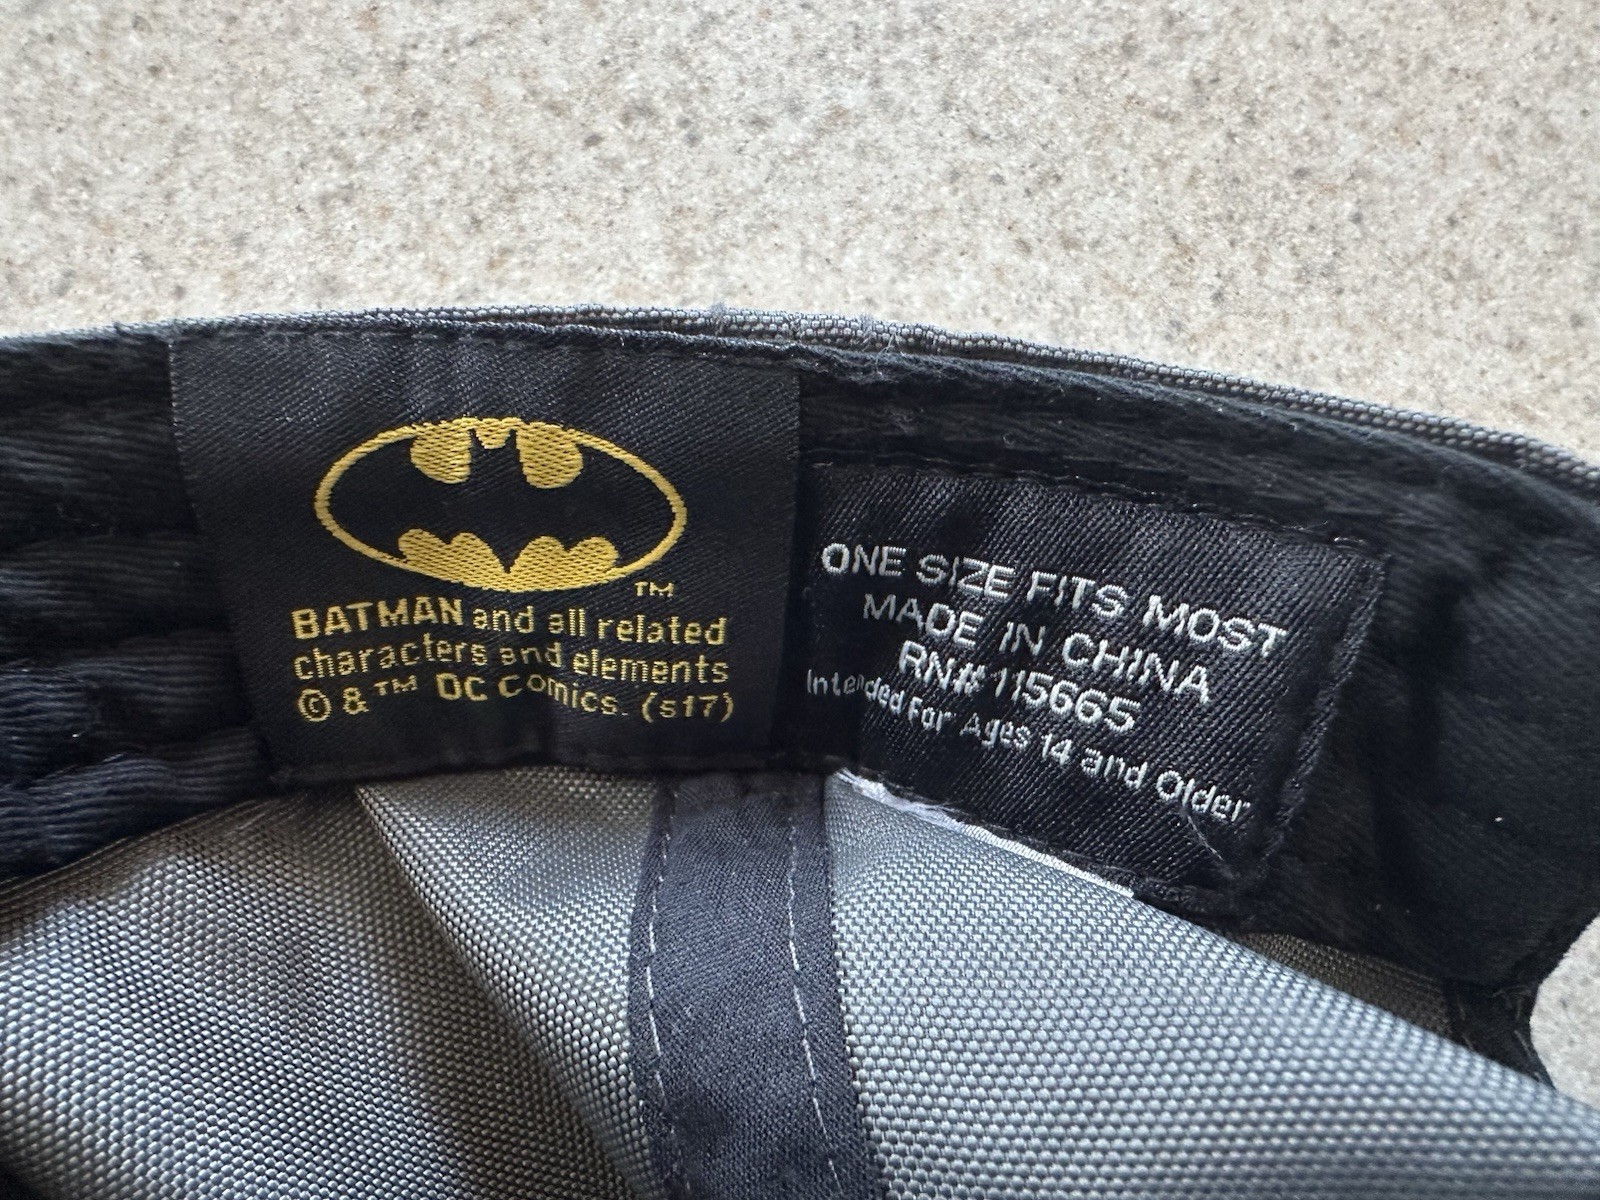 TM
BATMAN and all related
characters and elements
© & ™ DC Comics. (s17)
ONE SIZE FITS MOST
MADE IN CHINA
RN# 115665
Intended For Ages 14 and Older